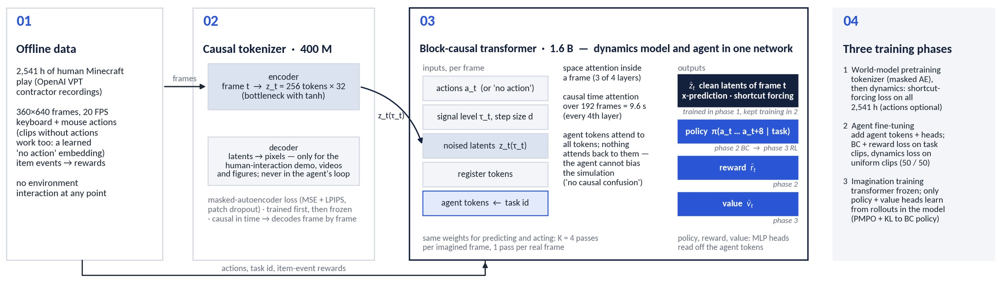 01
Offline data
2,541 h of human Minecraft
play (OpenAI VPT
contractor recordings)
360×640 frames, 20 FPS
keyboard + mouse actions
(clips without actions
work too: a learned
'no action' embedding)
item events → rewards
no environment
interaction at any point
frames
02
Causal tokenizer · 400 M
encoder
frame t → z_t = 256 tokens × 32
(bottleneck with tanh)
decoder
latents → pixels — only for the
human-interaction demo, videos
and figures; never in the agent's loop
masked-autoencoder loss (MSE + LPIPS,
patch dropout) · trained first, then frozen
· causal in time → decodes frame by frame
z_t(τ_t)
actions, task id, item-event rewards
03
Block-causal transformer · 1.6 B — dynamics model and agent in one network
inputs, per frame
actions a_t (or 'no action')
signal level τ_t, step size d
noised latents z_t(τ_t)
register tokens
agent tokens ← task id
space attention inside
a frame (3 of 4 layers)
causal time attention
over 192 frames = 9.6 s
(every 4th layer)
agent tokens attend to
all tokens; nothing
attends back to them —
the agent cannot bias
the simulation
('no causal confusion')
outputs
ẑ_t clean latents of frame t
x-prediction · shortcut forcing
trained in phase 1, kept training in 2
policy π(a_t … a_t+8 | task)
phase 2 BC → phase 3 RL
reward r̂_t
phase 2
value v̂_t
phase 3
same weights for predicting and acting: K = 4 passes
per imagined frame, 1 pass per real frame
policy, reward, value: MLP heads
read off the agent tokens
04
Three training phases
1 World-model pretraining
tokenizer (masked AE),
then dynamics: shortcut-
forcing loss on all
2,541 h (actions optional)
2 Agent fine-tuning
add agent tokens + heads;
BC + reward loss on task
clips, dynamics loss on
uniform clips (50 / 50)
3 Imagination training
transformer frozen; only
policy + value heads learn
from rollouts in the model
(PMPO + KL to BC policy)